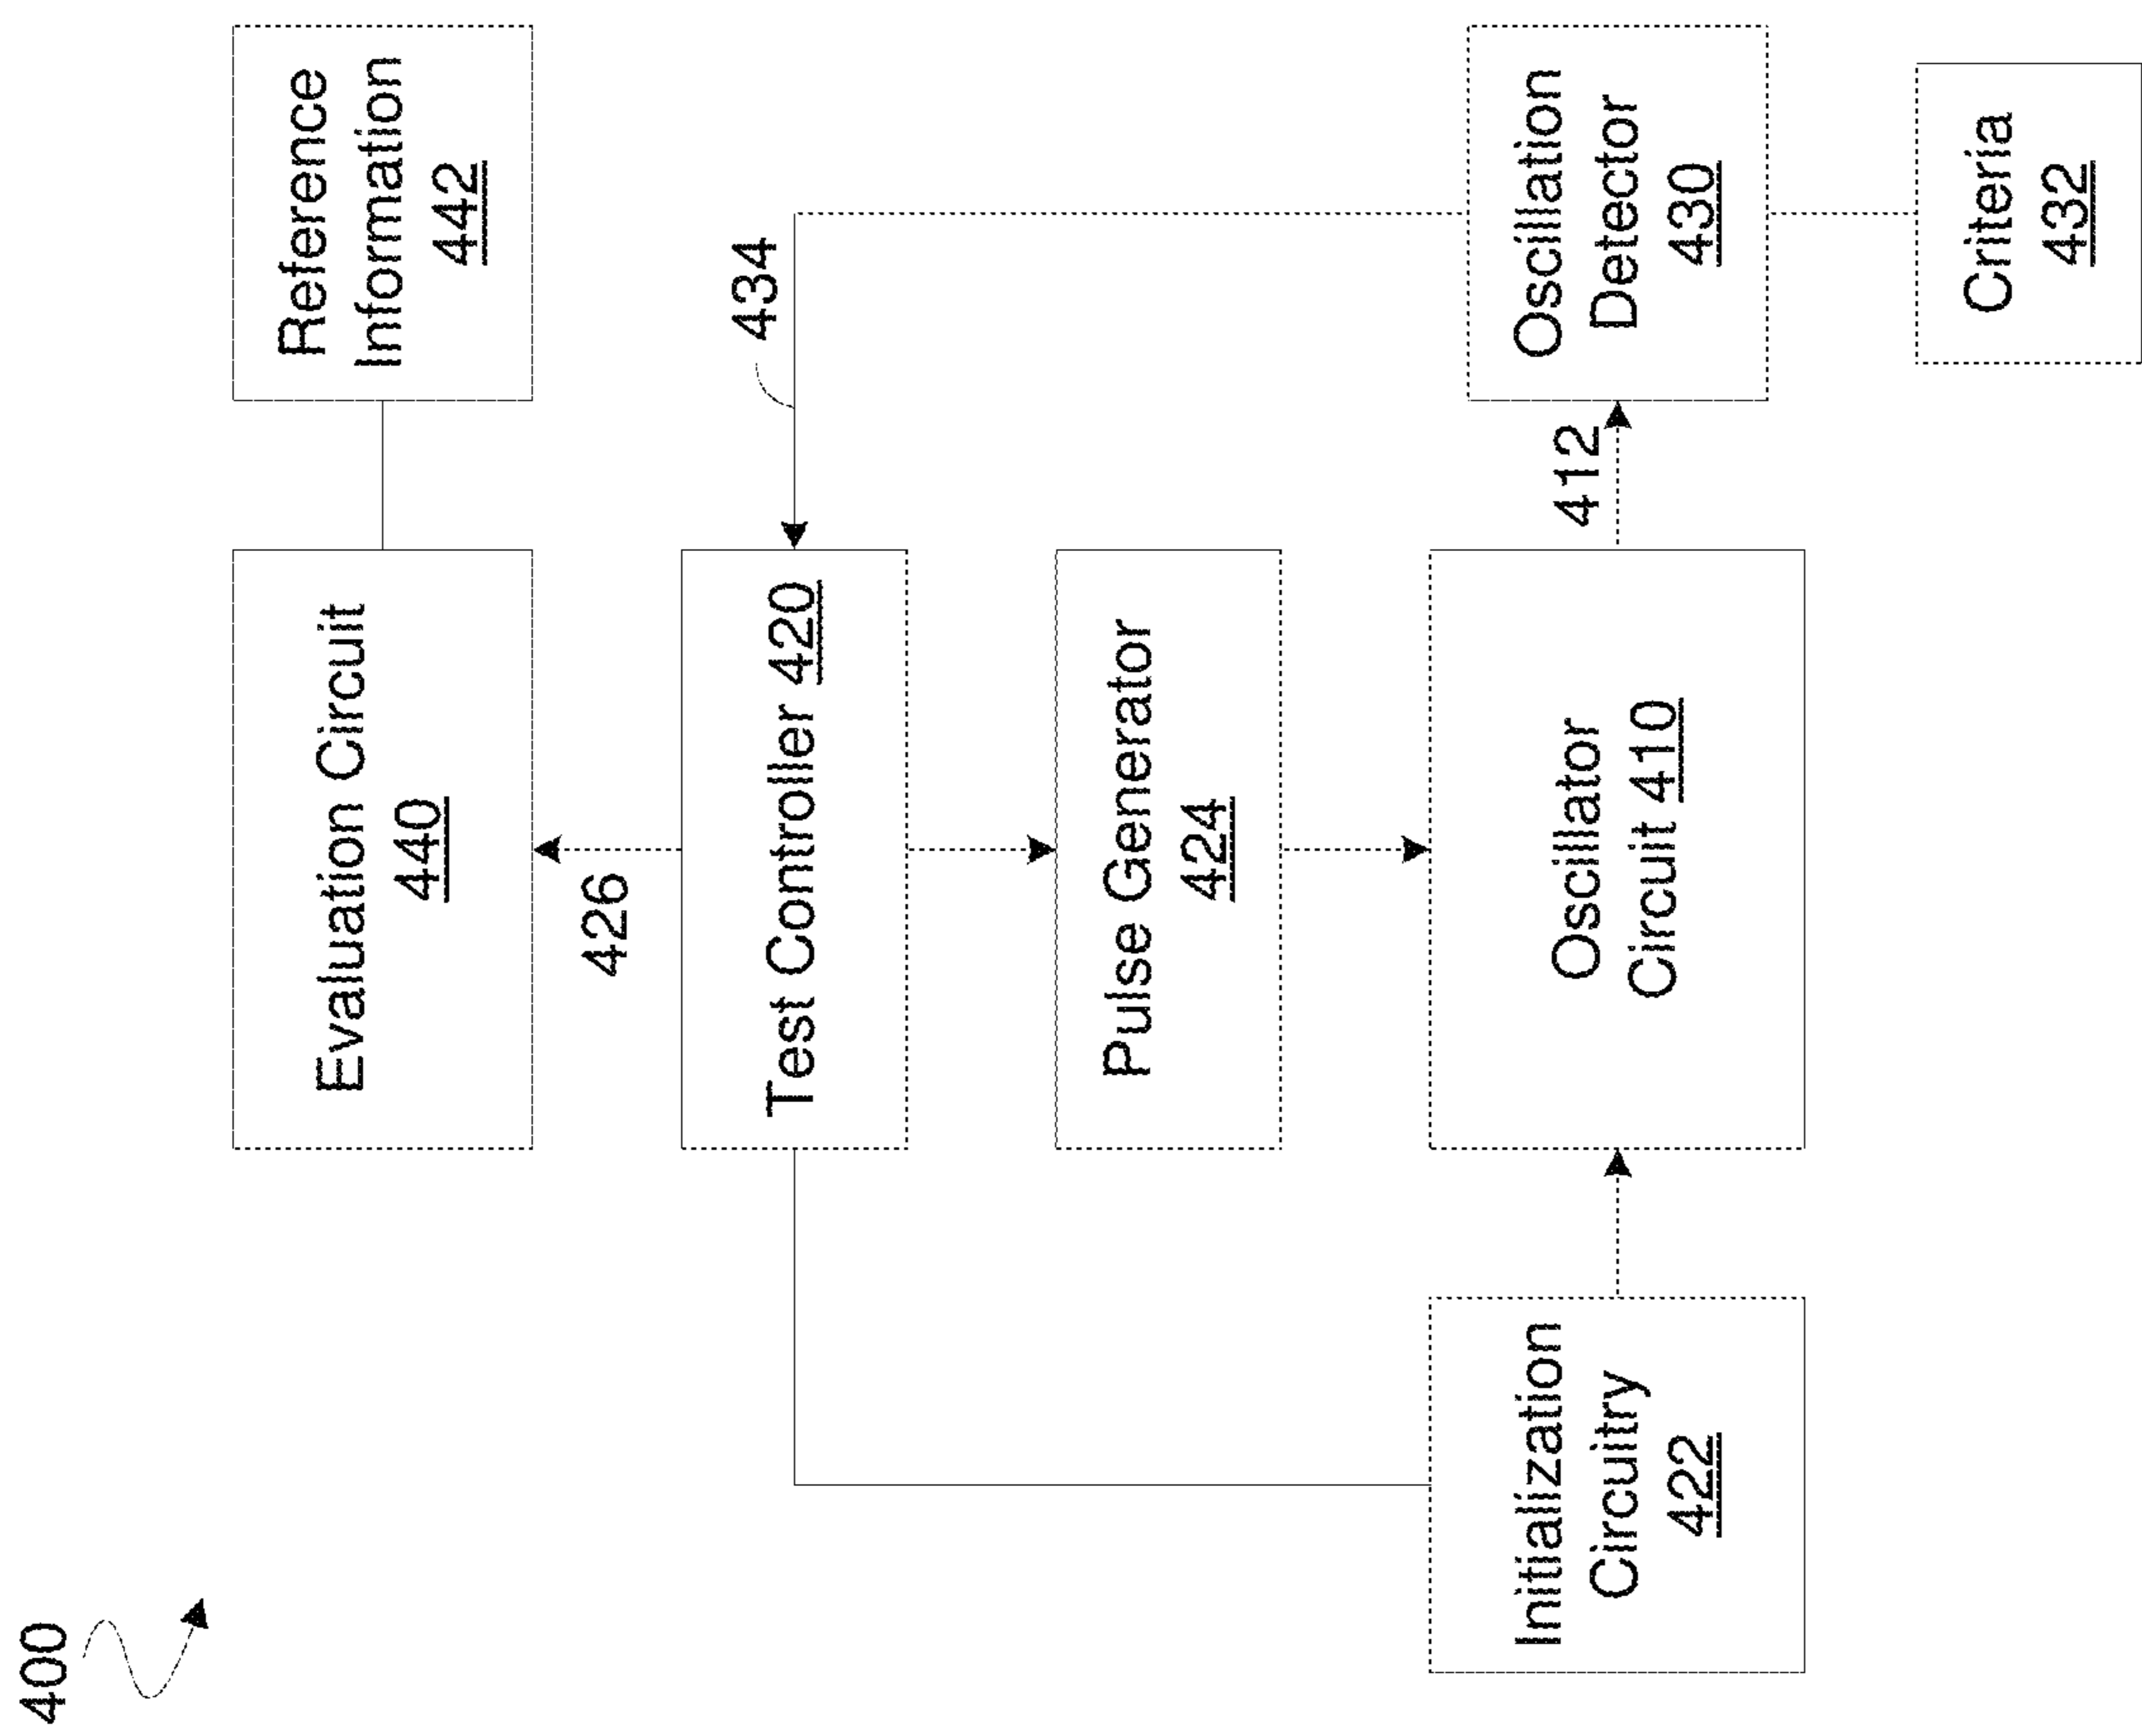 400
Evaluation Circuit
440
Reference
Information
442
426
434
Test Controller 420
Pulse Generator
424
Initialization
Circuitry
422
Oscillator
Circuit 410
412
Oscillation
Detector
430
Criteria
432